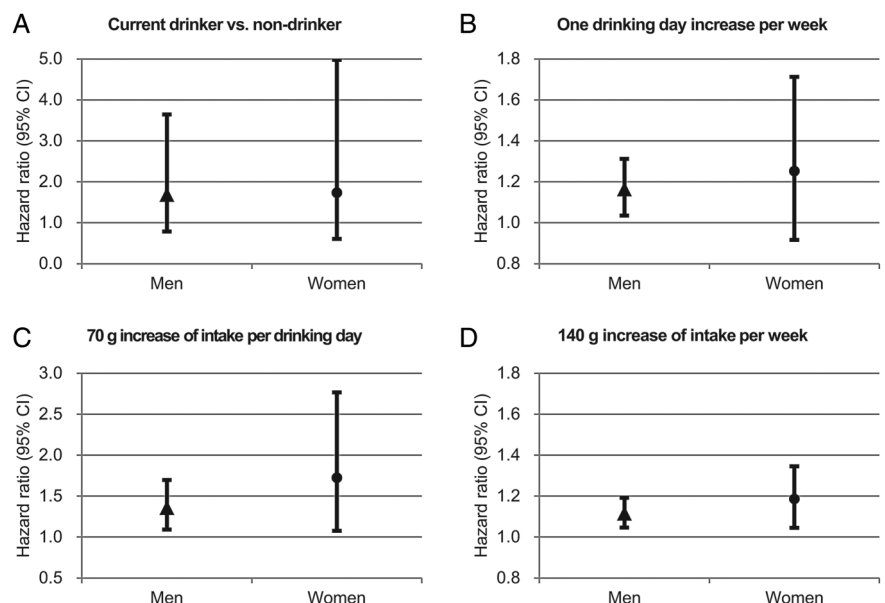 A
Current drinker vs. non-drinker
Hazard ratio (95% CI)
5.0
4.0
3.0
2.0
1.0
0.0
Men
Women
B
One drinking day increase per week
Hazard ratio (95% CI)
1.8
1.6
1.4
1.2
1.0
0.8
Men
Women
C
70 g increase of intake per drinking day
Hazard ratio (95% CI)
3.0
2.5
2.0
1.5
1.0
0.5
Men
Women
D
140 g increase of intake per week
Hazard ratio (95% CI)
1.8
1.6
1.4
1.2
1.0
0.8
Men
Women